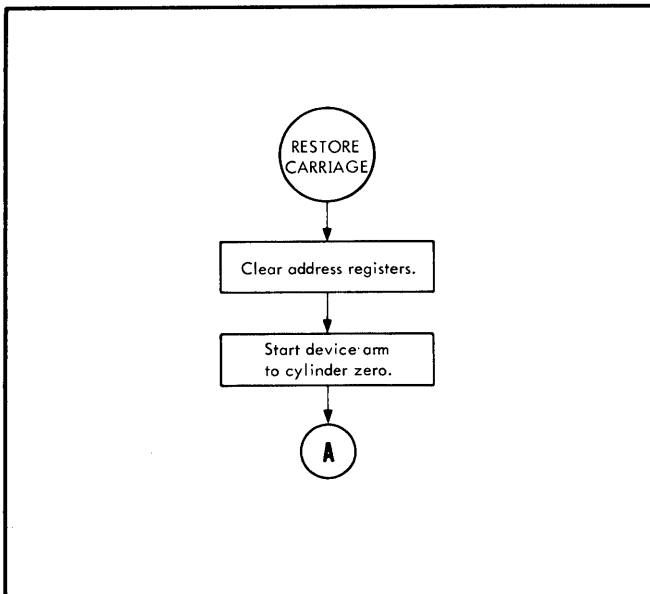 RESTORE
CARRIAGE
Clear address registers.
Start device arm
to cylinder zero.
A